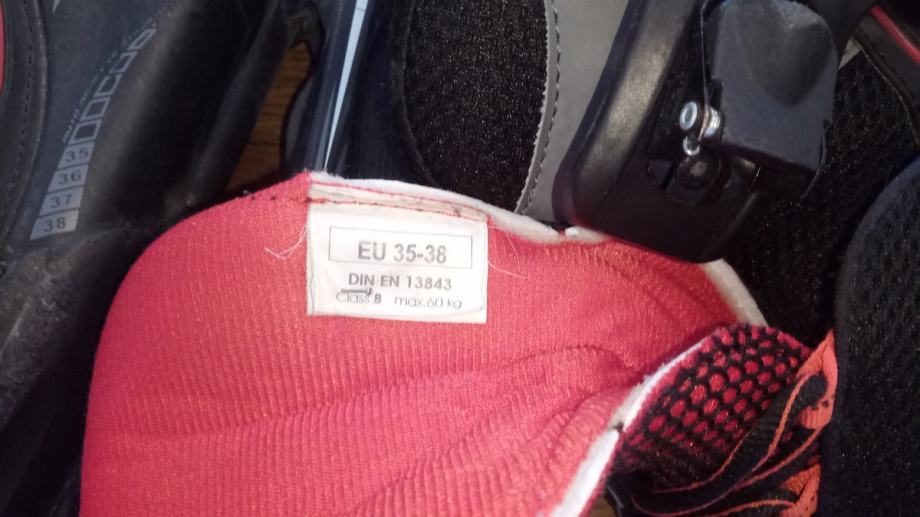 35
36
37
38
EU 35-38
DIN EN 13843
Class B max.60 kg